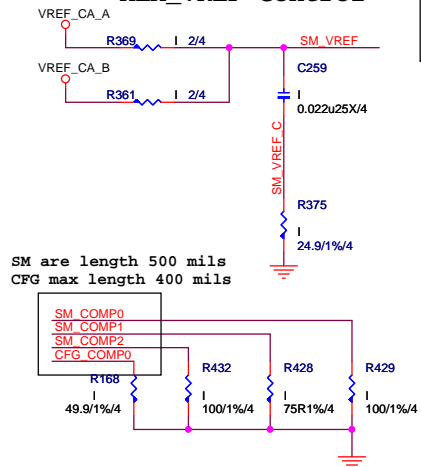 VREF_CA_A
R369 I 2/4
SM_VREF
VREF_CA_B
R361 I 2/4
C259
I
0.022u25X/4
SM_VREF_C
R375
I
24.9/1%/4
SM are length 500 mils
CFG max length 400 mils
SM_COMP0
SM_COMP1
SM_COMP2
CFG_COMP0
R168
I
49.9/1%/4
R432
I
100/1%/4
R428
I
75R1%/4
R429
I
100/1%/4